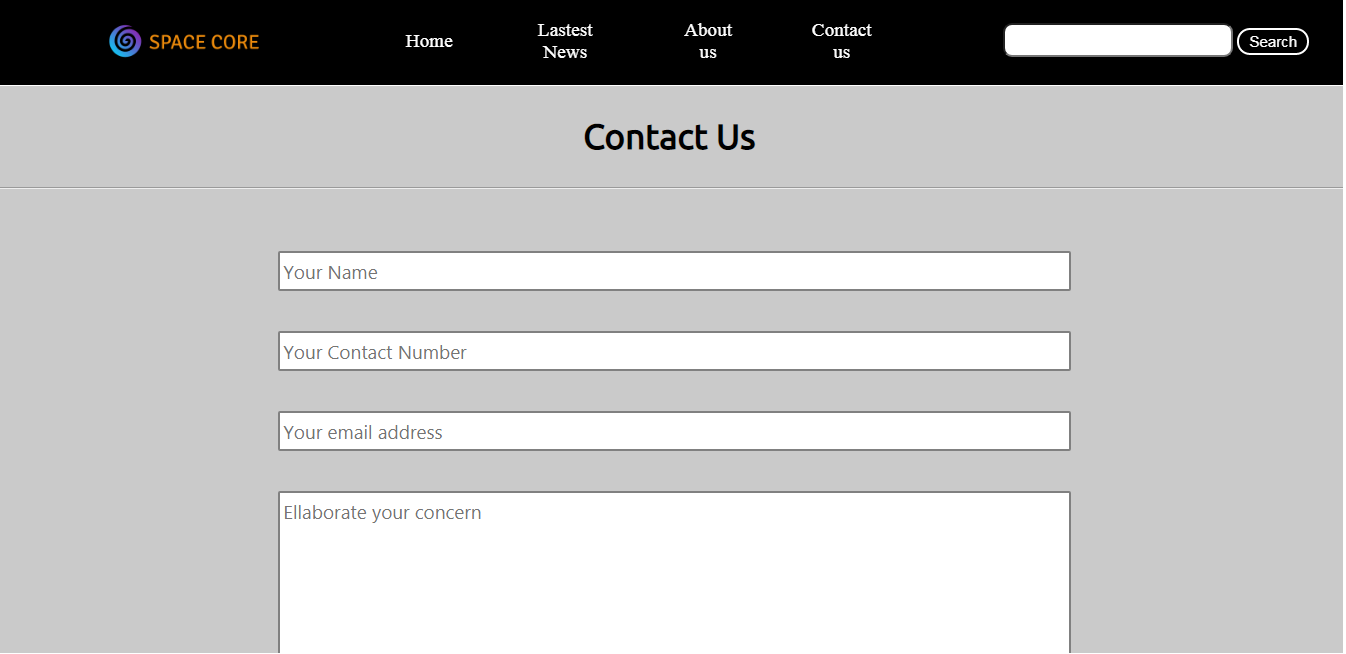 SPACE CORE
Home
Lastest
News
About
us
Contact
us
Search
Contact Us
Your Name
Your Contact Number
Your email address
Ellaborate your concern